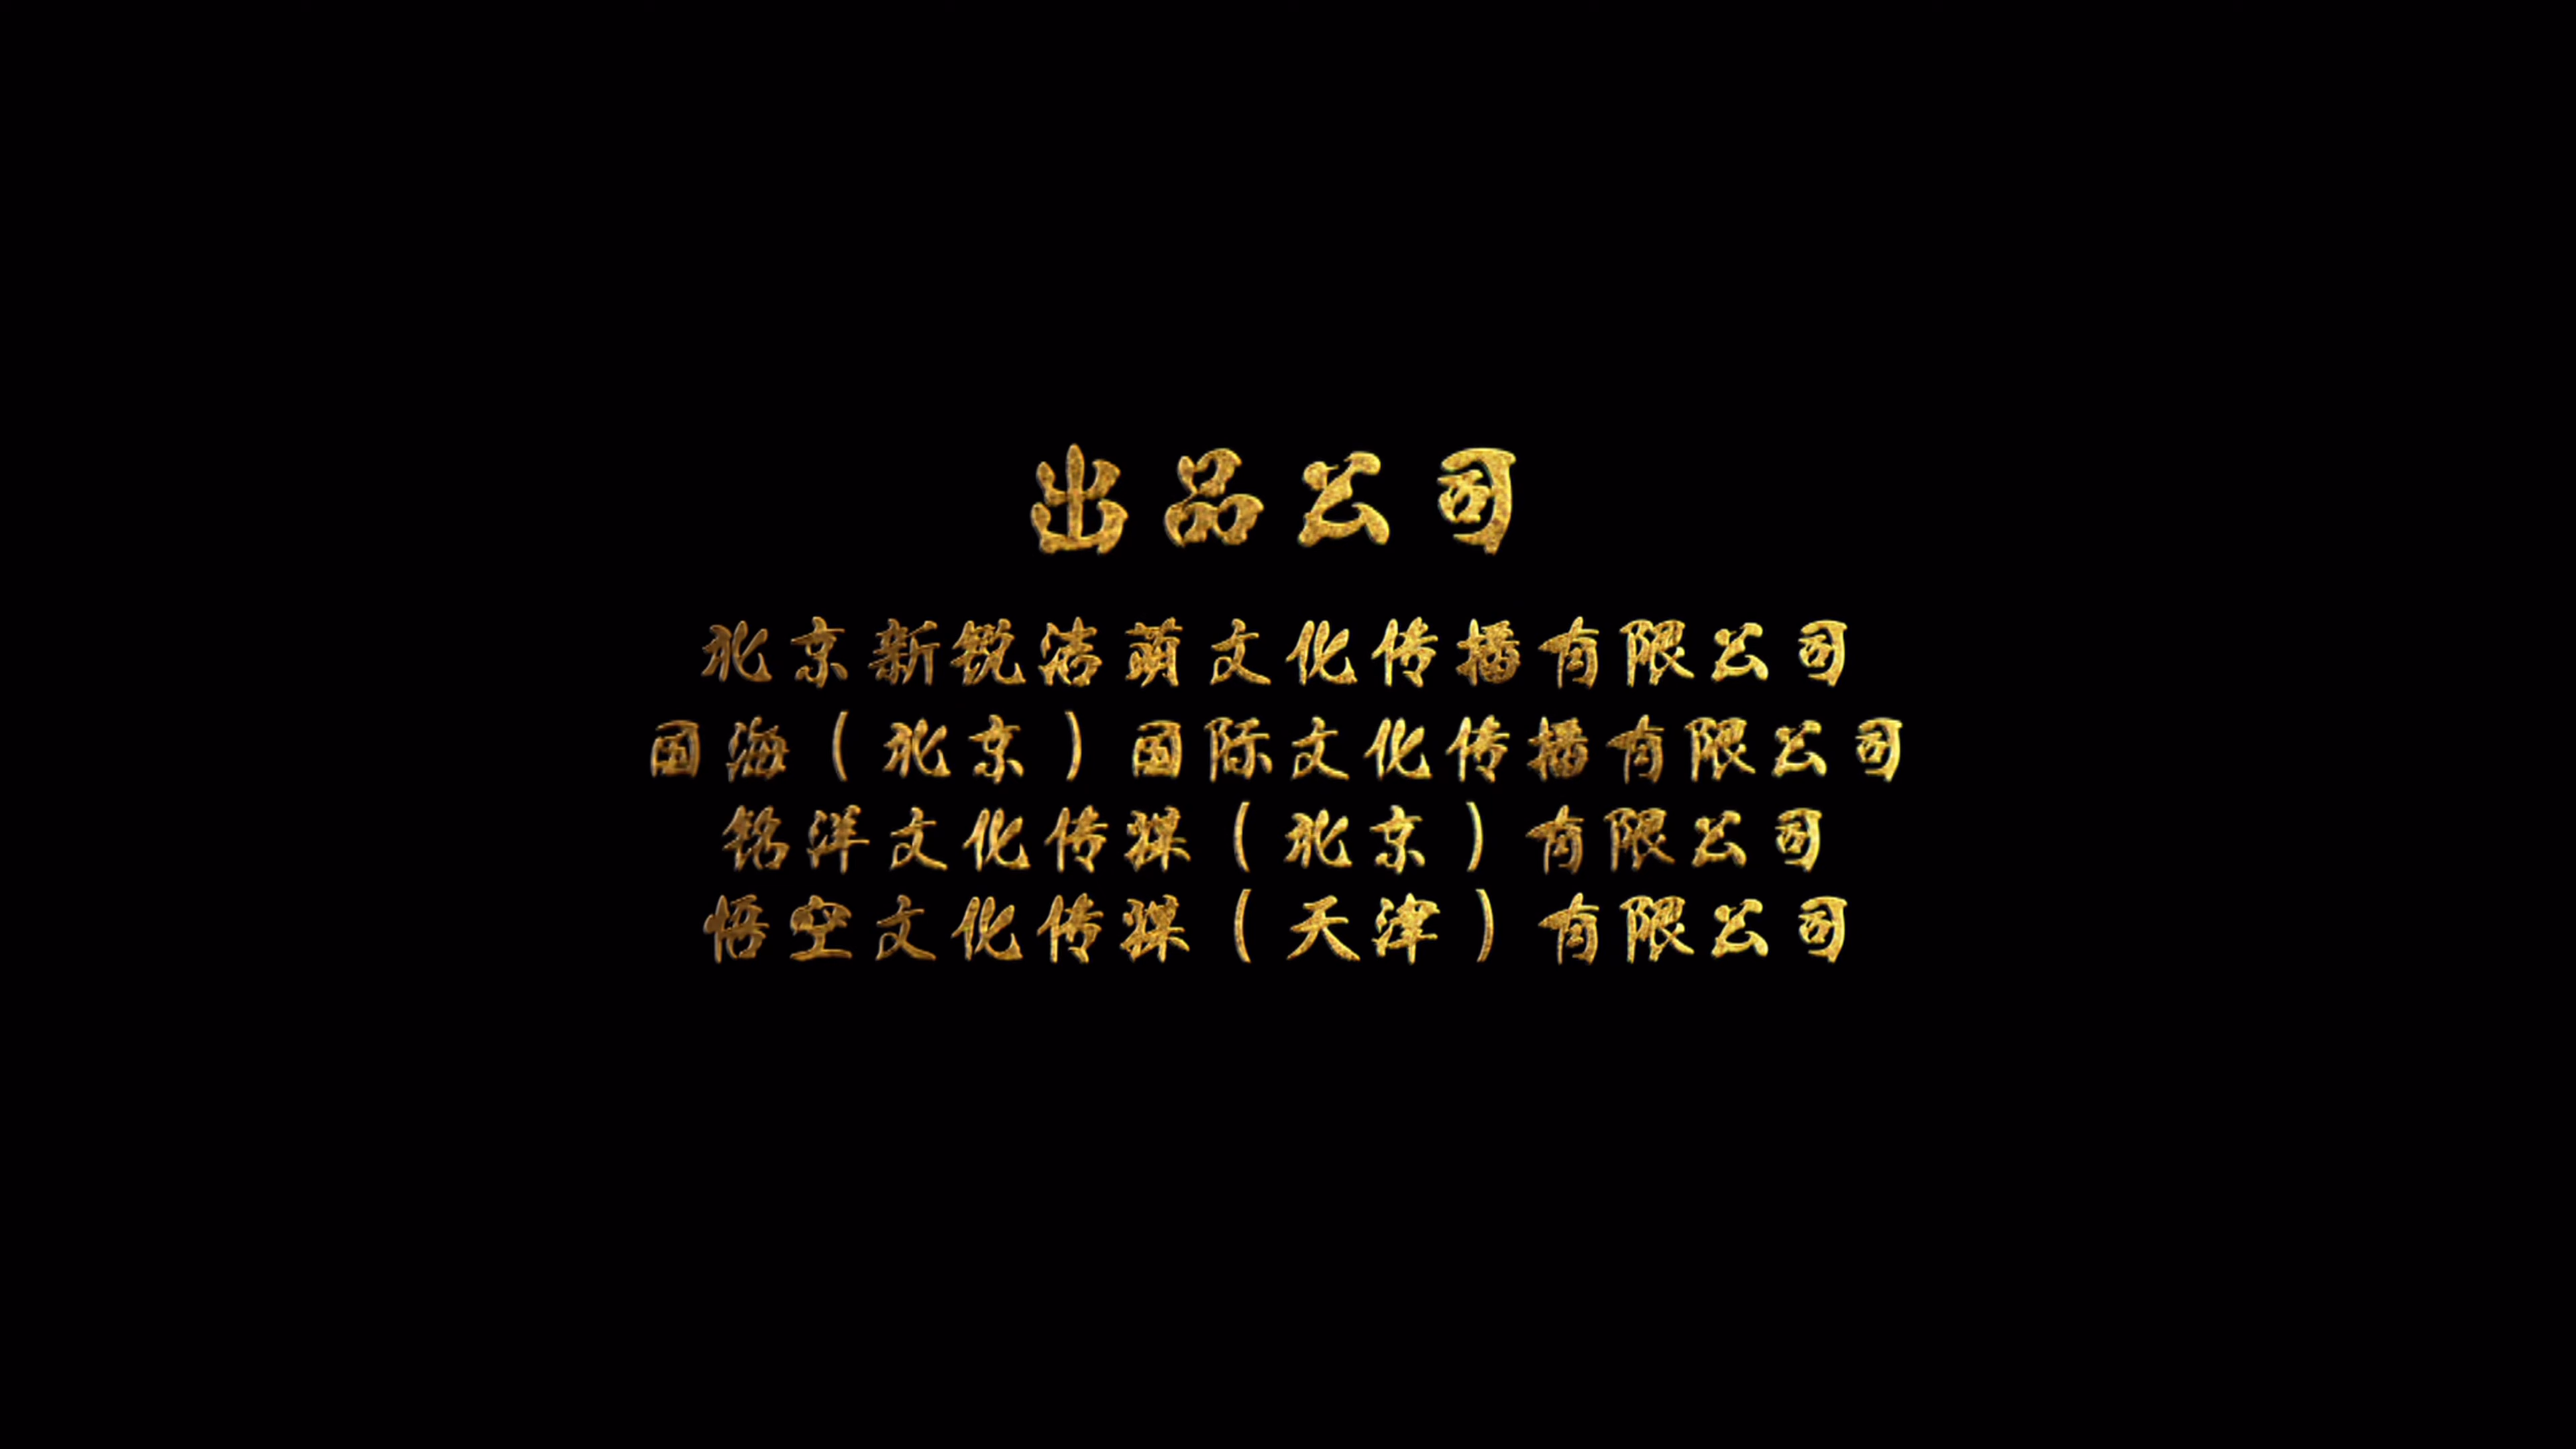 出品公司
北京新锐洁萌文化传播有限公司
国海(北京)国际文化传播有限公司
铭洋文化传媒(北京)有限公司
悟空文化传媒(天津)有限公司